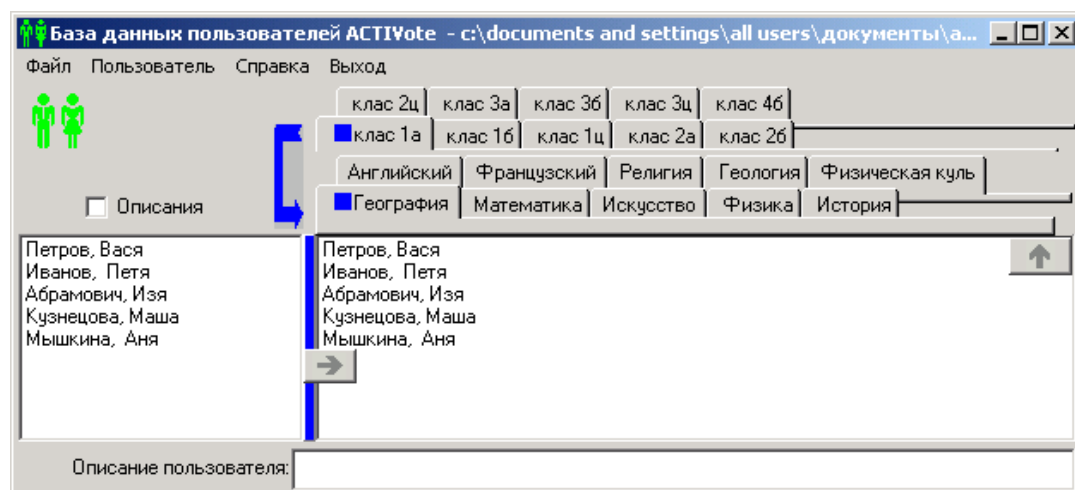 База данных пользователей ACTIVote - c:\documents and settings\all users\документы\a...
Файл Пользователь Справка Выход
клас 2ц клас 3а клас 3б клас 3ц клас 4б
клас 1а клас 1б клас 1ц клас 2а клас 2б
Английский Французский Религия Геология Физическая куль
Описания География Математика Искусство Физика История
Петров, Вася Петров, Вася
Иванов, Петя Иванов, Петя
Абрамович, Изя Абрамович, Изя
Кузнецова, Маша Кузнецова, Маша
Мышкина, Аня Мышкина, Аня
Описание пользователя: